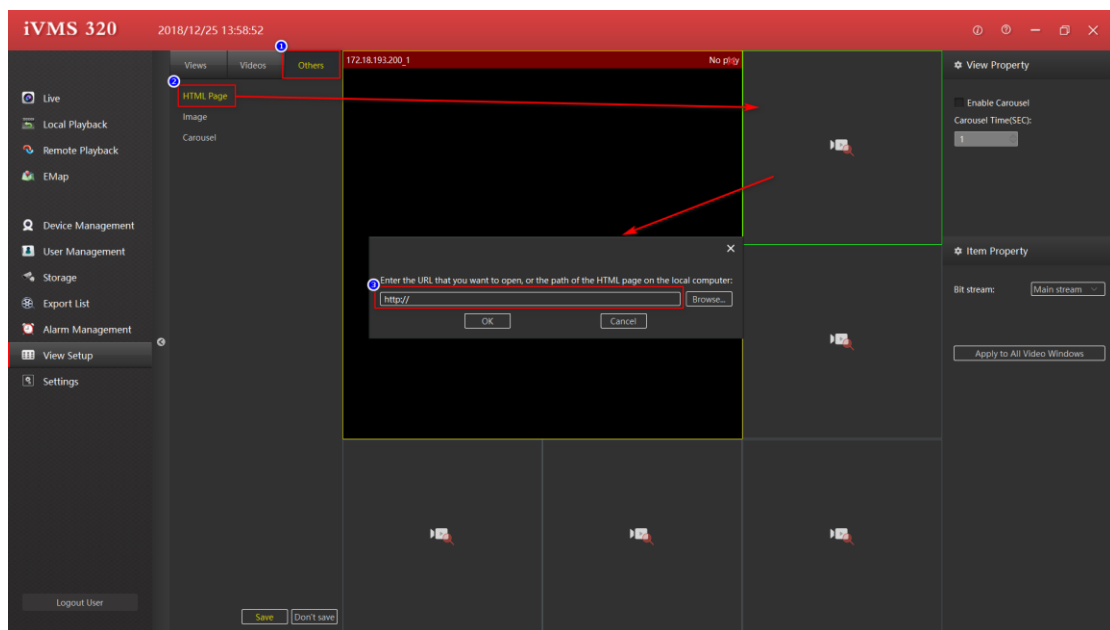 iVMS 320
2018/12/25 13:58:52
Live
Local Playback
Remote Playback
EMap
Device Management
User Management
Storage
Export List
Alarm Management
View Setup
Settings
Logout User
1
Views Videos Others
2
HTML Page
Image
Carousel
Save Don't save
172.18.193.200_1 No play
Enter the URL that you want to open, or the path of the HTML page on the local computer:
3
http:// Browse...
OK Cancel
View Property
Enable Carousel
Carousel Time(SEC):
1
Item Property
Bit stream: Main stream
Apply to All Video Windows